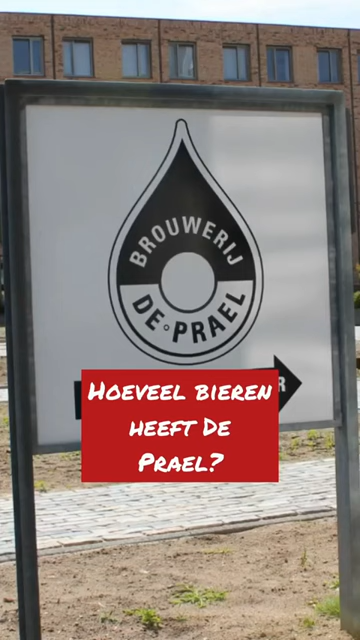 BROUWERIJ
DE PRAEL
HOEVEEL BIEREN
HEEFT DE
PRAEL?